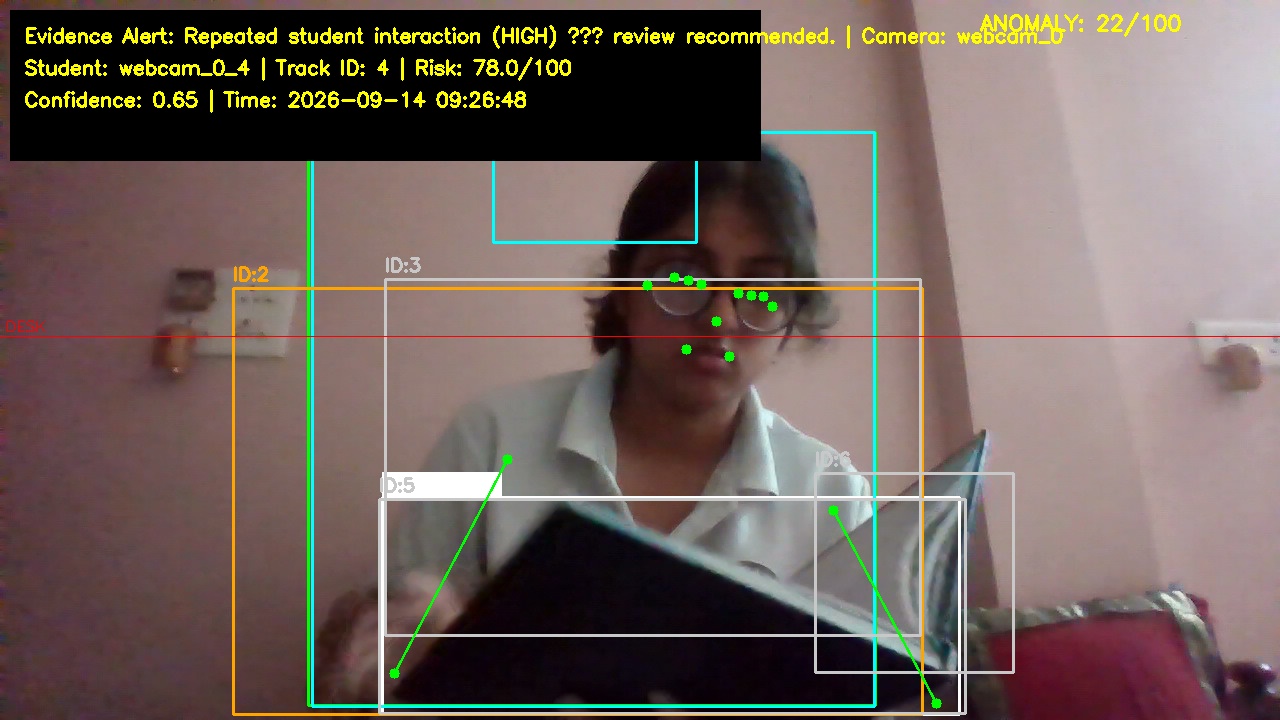 Evidence Alert: Repeated student interaction (HIGH) ??? review recommended. | Camera: webcam_0
ANOMALY: 22/100
Student: webcam_0_4 | Track ID: 4 | Risk: 78.0/100
Confidence: 0.65 | Time: 2026-09-14 09:26:48
ID:3
ID:2
DESK
ID:6
ID:5